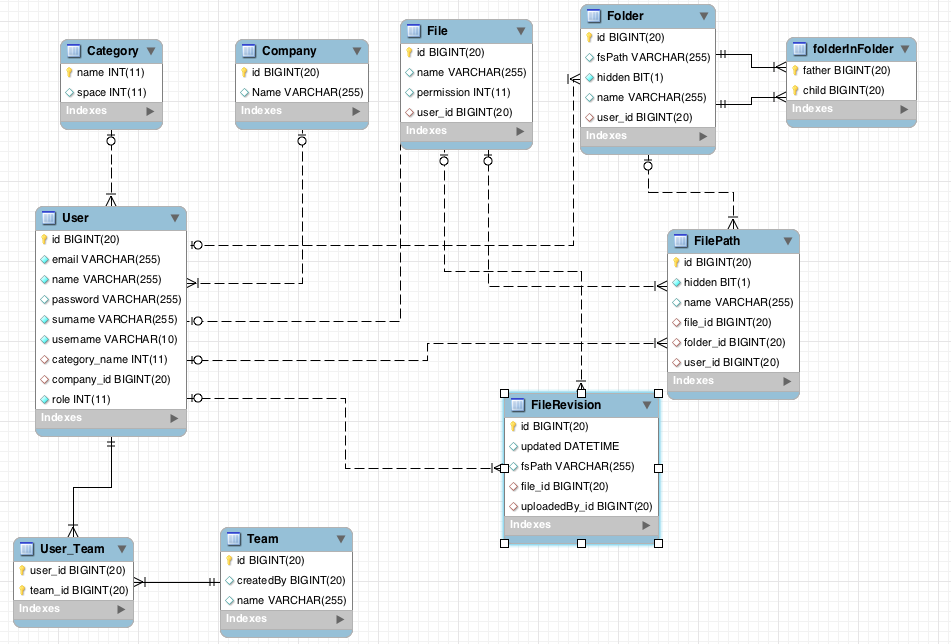 Category
name INT(11)
space INT(11)
Indexes
Company
id BIGINT(20)
Name VARCHAR(255)
Indexes
File
id BIGINT(20)
name VARCHAR(255)
permission INT(11)
user_id BIGINT(20)
Indexes
Folder
id BIGINT(20)
fsPath VARCHAR(255)
hidden BIT(1)
name VARCHAR(255)
user_id BIGINT(20)
Indexes
folderInFolder
father BIGINT(20)
child BIGINT(20)
Indexes
User
id BIGINT(20)
email VARCHAR(255)
name VARCHAR(255)
password VARCHAR(255)
surname VARCHAR(255)
username VARCHAR(10)
category_name INT(11)
company_id BIGINT(20)
role INT(11)
Indexes
FilePath
id BIGINT(20)
hidden BIT(1)
name VARCHAR(255)
file_id BIGINT(20)
folder_id BIGINT(20)
user_id BIGINT(20)
Indexes
FileRevision
id BIGINT(20)
updated DATETIME
fsPath VARCHAR(255)
file_id BIGINT(20)
uploadedBy_id BIGINT(20)
Indexes
User_Team
user_id BIGINT(20)
team_id BIGINT(20)
Indexes
Team
id BIGINT(20)
createdBy BIGINT(20)
name VARCHAR(255)
Indexes